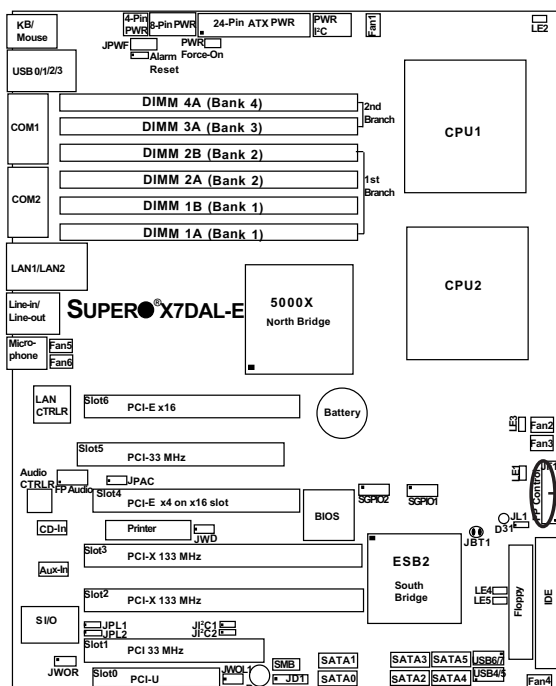 KB/
Mouse
4-Pin
PWR
8-Pin PWR
24-Pin ATX PWR
PWR
I²C
Fan1
LE2
JPWF
PWR
Force-On
Alarm
Reset
USB 0/1/2/3
DIMM 4A (Bank 4)
DIMM 3A (Bank 3)
2nd
Branch
COM1
CPU1
DIMM 2B (Bank 2)
DIMM 2A (Bank 2)
1st
Branch
COM2
DIMM 1B (Bank 1)
DIMM 1A (Bank 1)
LAN1/LAN2
CPU2
Line-in/
Line-out
SUPER®X7DAL-E
5000X
North Bridge
Micro-
phone
Fan5
Fan6
LAN
CTRLR
Slot6
PCI-E x16
Battery
LE3
Fan2
Fan3
Slot5
PCI-33 MHz
Audio
CTRLR
FP Audio
JPAC
LE1
FP Control
Slot4
PCI-E x4 on x16 slot
BIOS
SGPIO2
SGPIO1
JL1
D31
CD-In
Printer
JWD
JBT1
Slot3
PCI-X 133 MHz
ESB2
South
Bridge
Aux-In
Slot2
PCI-X 133 MHz
LE4
LE5
Floppy
IDE
S I/O
JPL1
JPL2
JI²C1
JI²C2
Slot1
PCI 33 MHz
JWOR
Slot0
PCI-U
JWOL1
SMB
JD1
SATA1
SATA0
SATA3
SATA5
USB6/7
SATA2
SATA4
USB4/5
Fan4